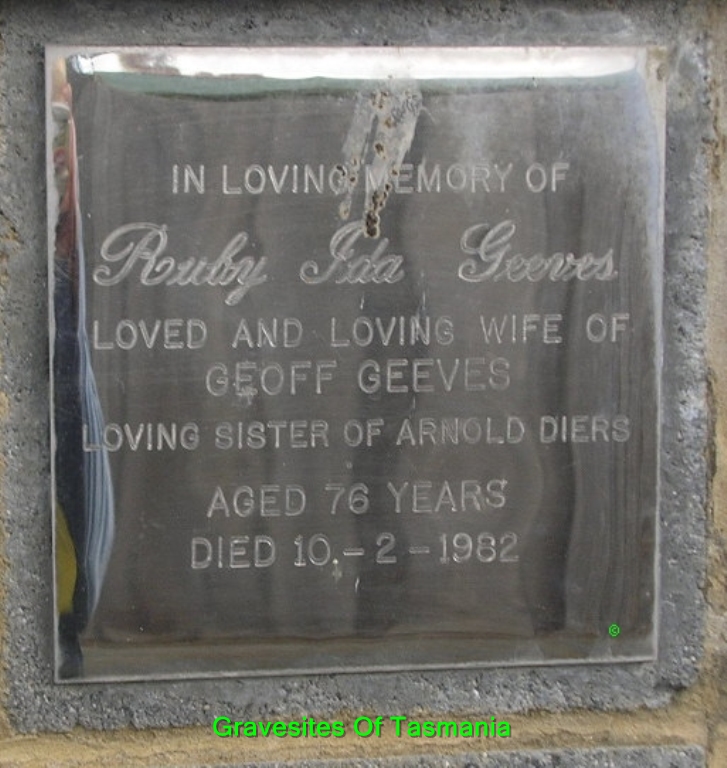 IN LOVING MEMORY OF
Ruby Ida Geeves
LOVED AND LOVING WIFE OF
GEOFF GEEVES
LOVING SISTER OF ARNOLD DIERS
AGED 76 YEARS
DIED 10 - 2 - 1982
©
Gravesites Of Tasmania